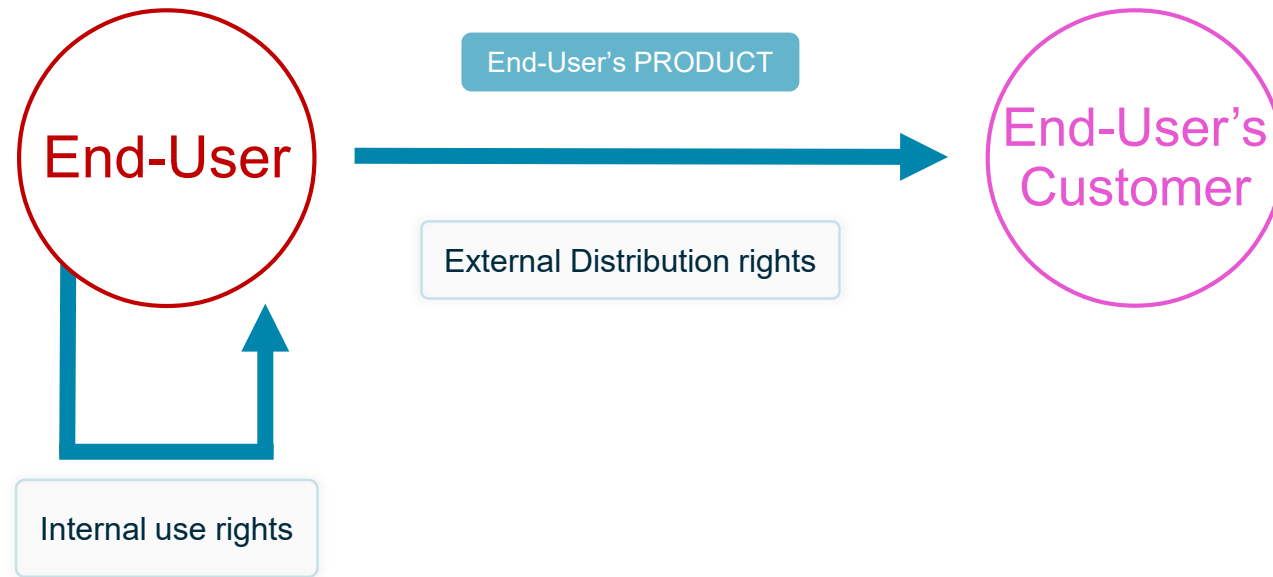 End-User's PRODUCT
End-User
End-User's
Customer
External Distribution rights
Internal use rights